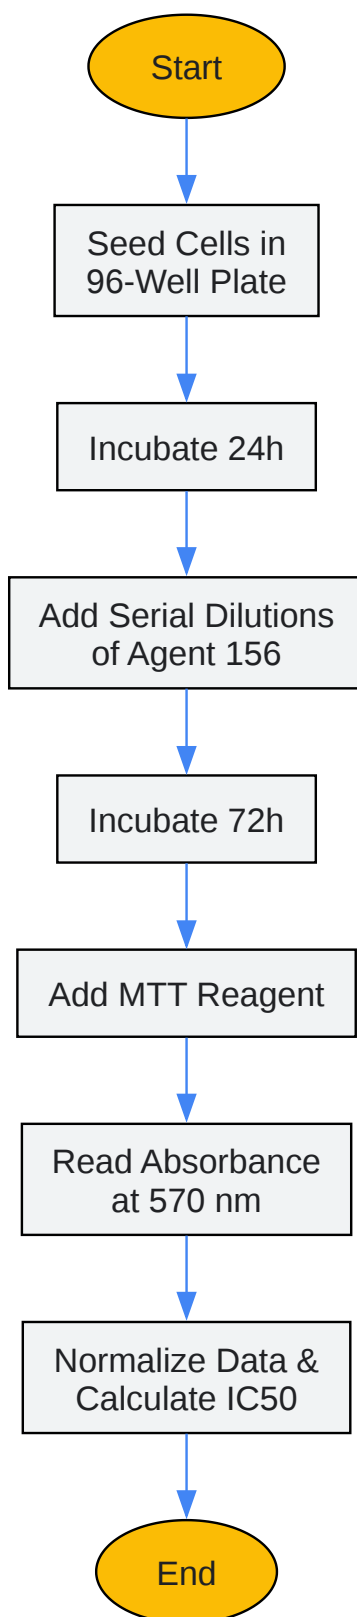 Start
Seed Cells in
96-Well Plate
Incubate 24h
Add Serial Dilutions
of Agent 156
Incubate 72h
Add MTT Reagent
Read Absorbance
at 570 nm
Normalize Data &
Calculate IC50
End